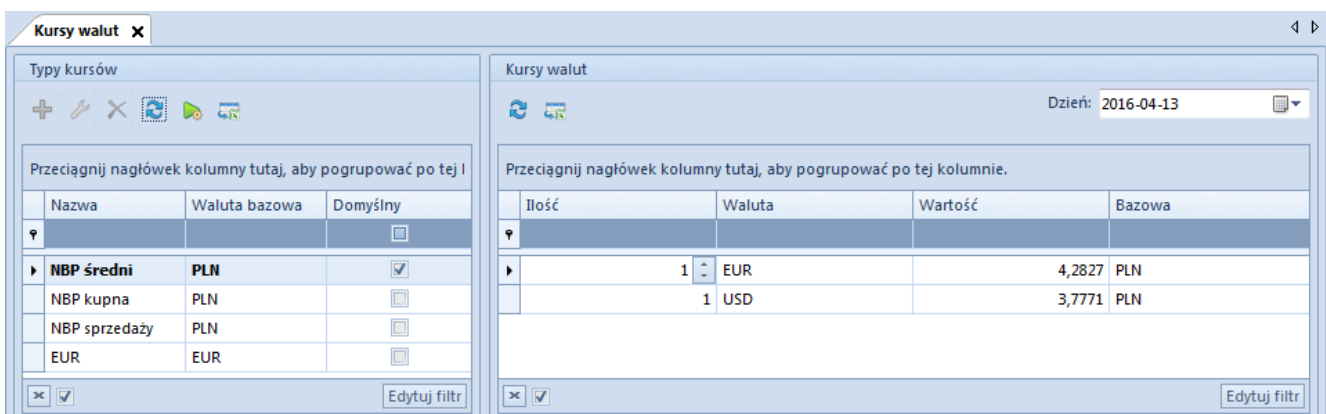 Kursy walut
Typy kursów
Przeciągnij nagłówek kolumny tutaj, aby pogrupować po tej l
Nazwa Waluta bazowa Domyślny
NBP średni PLN
NBP kupna PLN
NBP sprzedaży PLN
EUR EUR
Edytuj filtr
Kursy walut
Dzień: 2016-04-13
Przeciągnij nagłówek kolumny tutaj, aby pogrupować po tej kolumnie.
Ilość Waluta Wartość Bazowa
1 EUR 4,2827 PLN
1 USD 3,7771 PLN
Edytuj filtr